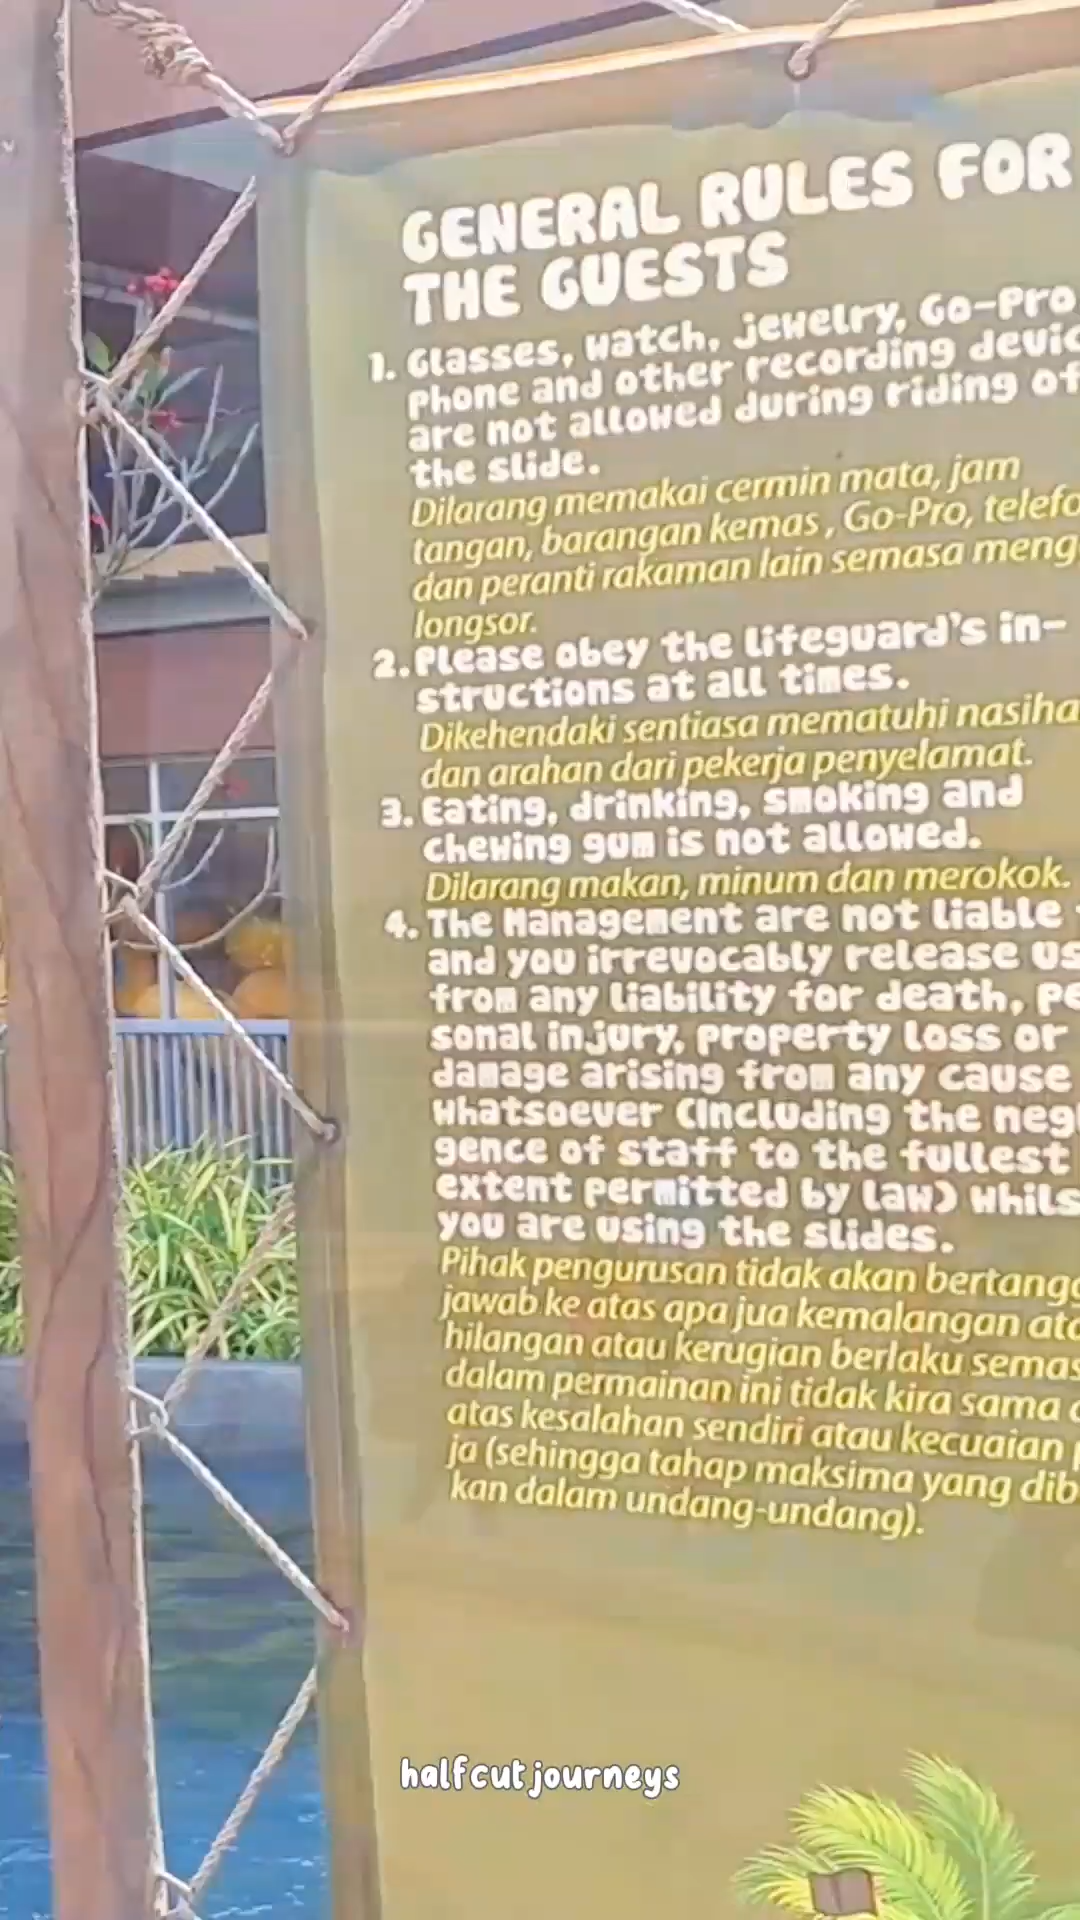 GENERAL RULES FOR
THE GUESTS
1. Glasses, watch, jewelry, Go-Pro
phone and other recording devic
are not allowed during riding of
the slide.
Dilarang memakai cermin mata, jam
tangan, barangan kemas , Go-Pro, telefo
dan peranti rakaman lain semasa meng
longsor.
2. Please obey the lifeguard's in-
structions at all times.
Dikehendaki sentiasa mematuhi nasiha
dan arahan dari pekerja penyelamat.
3. Eating, drinking, smoking and
chewing gum is not allowed.
Dilarang makan, minum dan merokok.
4. The Management are not liable
and you irrevocably release us
from any liability for death, pe
sonal injury, property loss or
damage arising from any cause
whatsoever (including the negl
gence of staff to the fullest
extent permitted by law) whils
you are using the slides.
Pihak pengurusan tidak akan bertangg
jawab ke atas apa jua kemalangan ata
hilangan atau kerugian berlaku semas
dalam permainan ini tidak kira sama
atas kesalahan sendiri atau kecuaian
ja (sehingga tahap maksima yang dib
kan dalam undang-undang).
halfcutjourneys